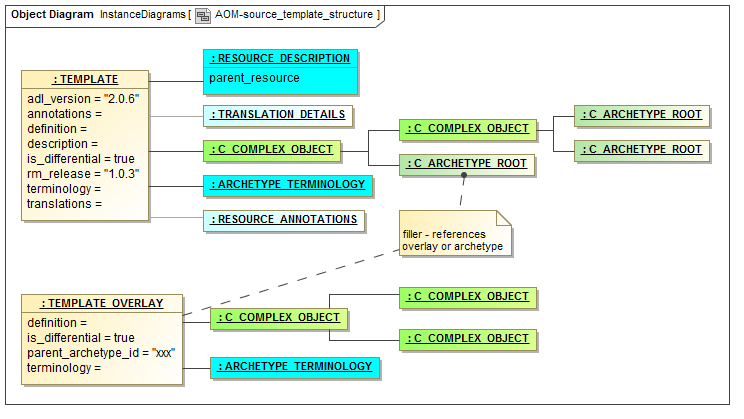 Object Diagram InstanceDiagrams [ AOM-source_template_structure ]
: TEMPLATE
adl_version = "2.0.6"
annotations =
definition =
description =
is_differential = true
rm_release = "1.0.3"
terminology =
translations =
: RESOURCE_DESCRIPTION
parent_resource
: TRANSLATION_DETAILS
: C_COMPLEX_OBJECT
: ARCHETYPE_TERMINOLOGY
: RESOURCE_ANNOTATIONS
: C_COMPLEX_OBJECT
: C_ARCHETYPE_ROOT
: C_ARCHETYPE_ROOT
: C_ARCHETYPE_ROOT
filler - references
overlay or archetype
: TEMPLATE_OVERLAY
definition =
is_differential = true
parent_archetype_id = "xxx"
terminology =
: C_COMPLEX_OBJECT
: ARCHETYPE_TERMINOLOGY
: C_COMPLEX_OBJECT
: C_COMPLEX_OBJECT